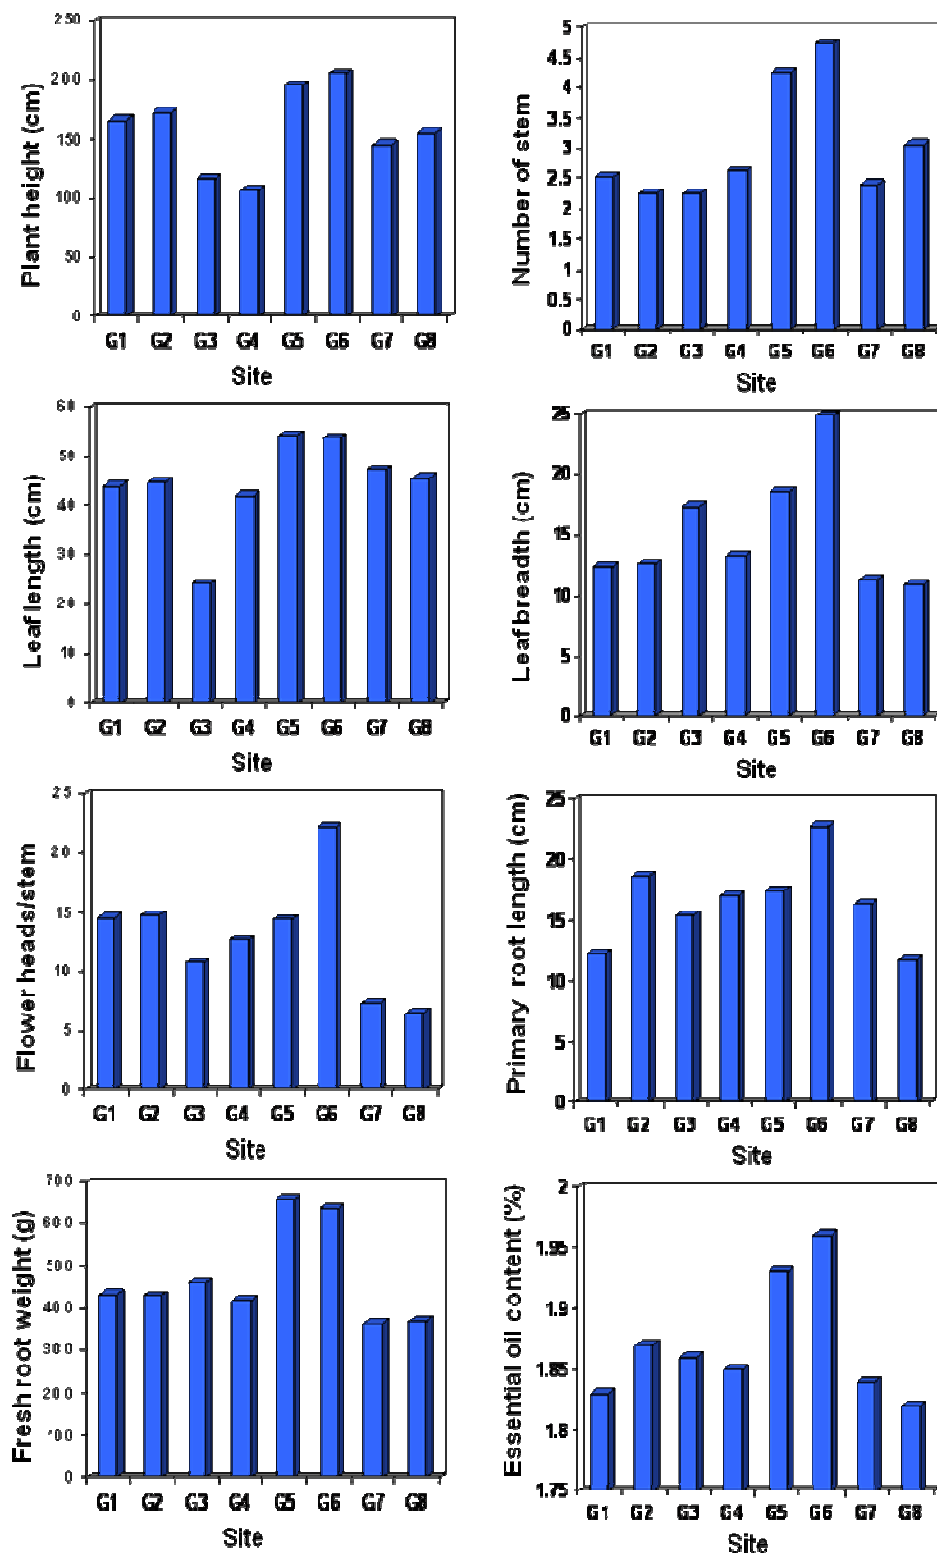 Plant height (cm)
250
200
150
100
50
0
G1 G2 G3 G4 G5 G6 G7 G8
Site
Number of stem
5
4.5
4
3.5
3
2.5
2
1.5
1
0.5
0
G1 G2 G3 G4 G5 G6 G7 G8
Site
Leaf length (cm)
60
50
40
30
20
10
0
G1 G2 G3 G4 G5 G6 G7 G8
Site
Leaf breadth (cm)
25
20
15
10
5
0
G1 G2 G3 G4 G5 G6 G7 G8
Site
Flower heads/stem
25
15
10
5
0
G1 G2 G3 G4 G5 G6 G7 G8
Site
Primary root length (cm)
25
20
15
10
5
0
G1 G2 G3 G4 G5 G6 G7 G8
Site
Fresh root weight (g)
700
600
500
400
300
200
100
0
G1 G2 G3 G4 G5 G6 G7 G8
Site
Essential oil content (%)
2
1.95
1.9
1.85
1.8
1.75
G1 G2 G3 G4 G5 G6 G7 G8
Site